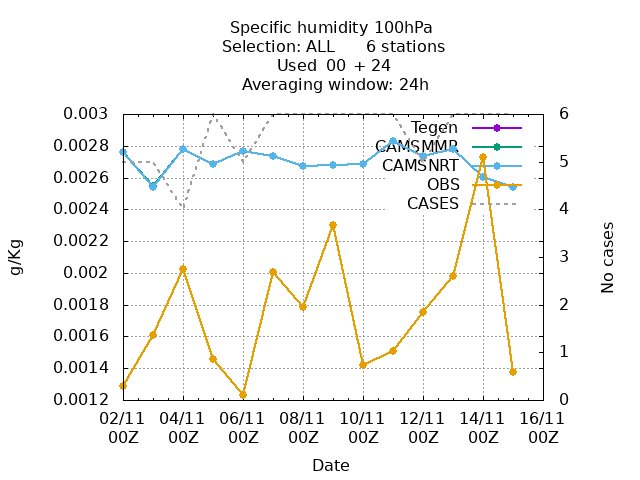 Specific humidity 100hPa
Selection: ALL 6 stations
Used 00 + 24
Averaging window: 24h
0.003
0.0028
0.0026
0.0024
0.0022
0.002
0.0018
0.0016
0.0014
0.0012
g/Kg
6
5
4
3
2
1
0
No cases
Tegen
CAMSMMR
CAMSNRT
OBS
CASES
02/11 04/11 06/11 08/11 10/11 12/11 14/11 16/11
00Z 00Z 00Z 00Z 00Z 00Z 00Z 00Z
Date